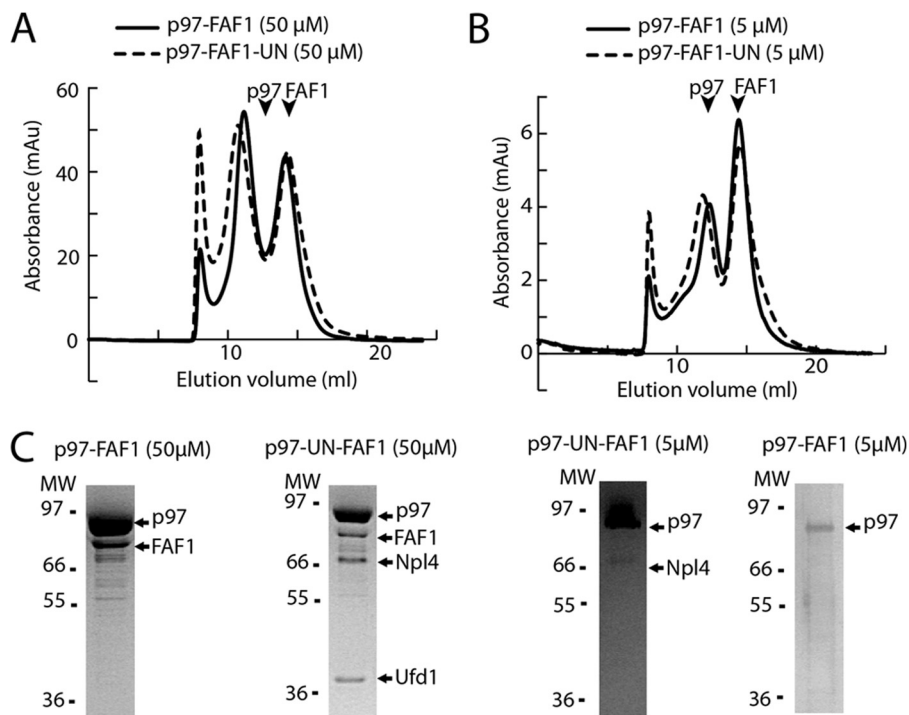 A
p97-FAF1 (50 µM)
p97-FAF1-UN (50 µM)
p97 FAF1
60
40
20
0
10
20
Absorbance (mAu)
Elution volume (ml)
B
p97-FAF1 (5 µM)
p97-FAF1-UN (5 µM)
p97 FAF1
6
4
2
0
10
20
Absorbance (mAu)
Elution volume (ml)
C
p97-FAF1 (50µM)
MW
97
66
55
36
p97
FAF1
p97-UN-FAF1 (50µM)
MW
97
66
55
36
p97
FAF1
Npl4
Ufd1
p97-UN-FAF1 (5µM)
MW
97
66
55
36
p97
Npl4
p97-FAF1 (5µM)
MW
97
66
55
36
p97